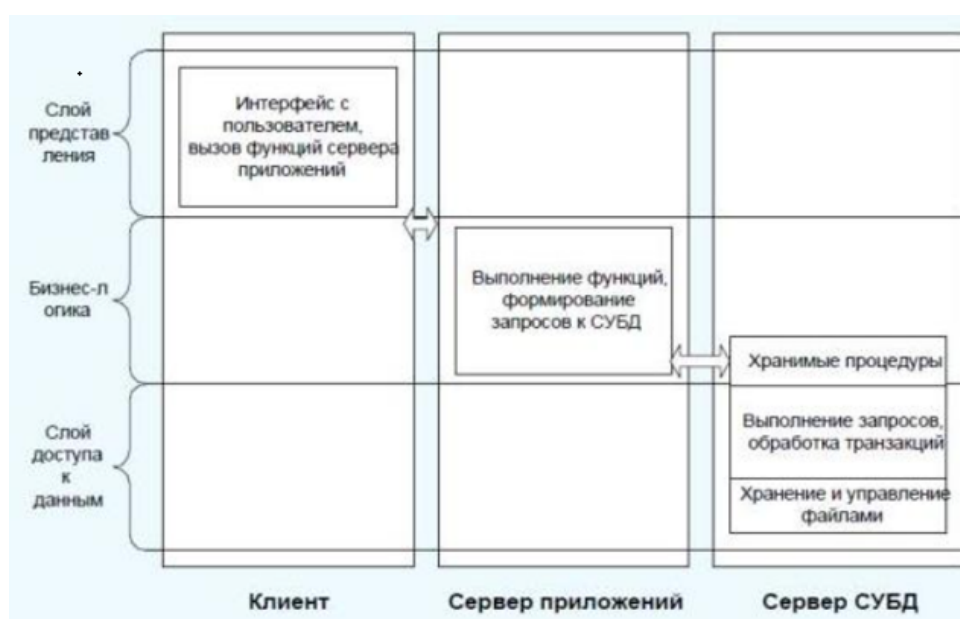 Слой
представ
ления
Интерфейс с
пользователем,
вызов функций сервера
приложений
Бизнес-л
огика
Выполнение функций,
формирование
запросов к СУБД
Хранимые процедуры
Слой
доступа
к
данным
Выполнение запросов,
обработка транзакций
Хранение и управление
файлами
Клиент
Сервер приложений
Сервер СУБД